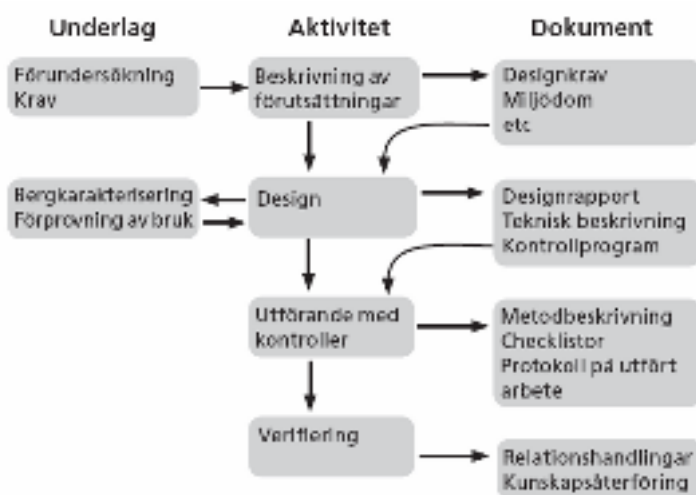 Underlag
Aktivitet
Dokument
Förundersökning
Krav
Beskrivning av
förutsättningar
Designkrav
Miljödom
etc
Bergkarakterisering
Förprovning av bruk
Design
Designrapport
Teknisk beskrivning
Kontrollprogram
Utförande med
kontroller
Metodbeskrivning
Checklistor
Protokoll på utfört
arbete
Verifiering
Relationshandlingar
Kunskapsåterföring